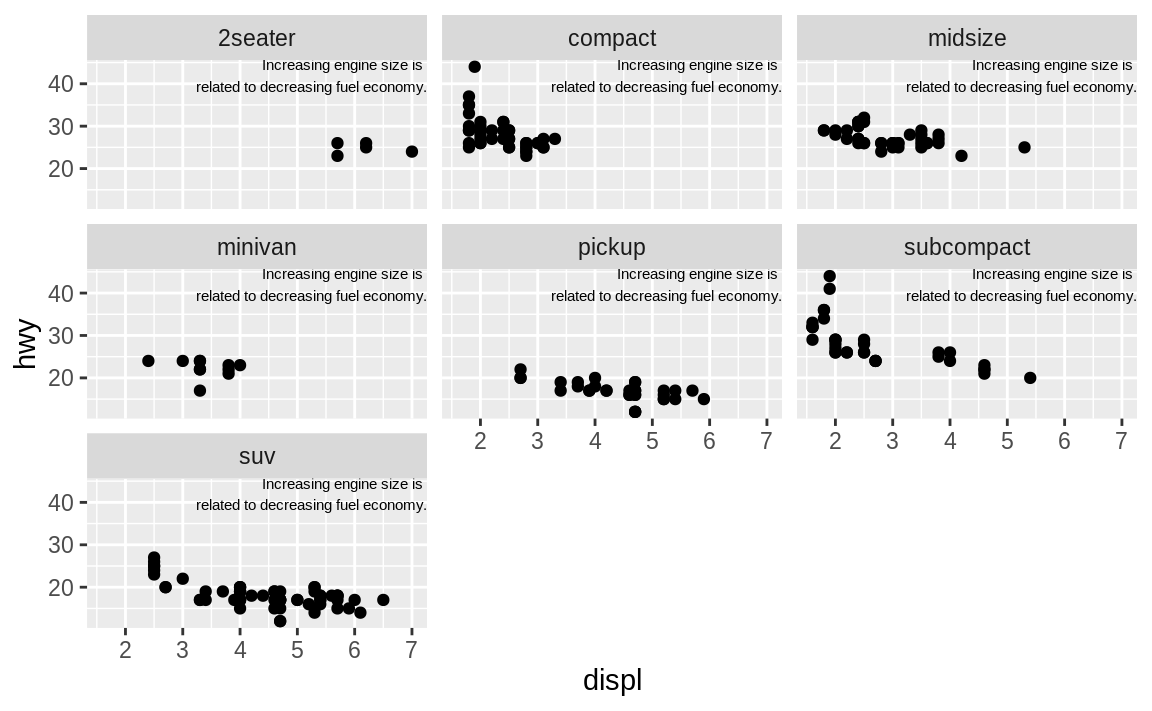 2seater
compact
midsize
Increasing engine size is
related to decreasing fuel economy.
Increasing engine size is
related to decreasing fuel economy.
Increasing engine size is
related to decreasing fuel economy.
40
30
20
minivan
pickup
subcompact
Increasing engine size is
related to decreasing fuel economy.
Increasing engine size is
related to decreasing fuel economy.
Increasing engine size is
related to decreasing fuel economy.
40
30
20
hwy
2 3 4 5 6 7
2 3 4 5 6 7
suv
Increasing engine size is
related to decreasing fuel economy.
40
30
20
2 3 4 5 6 7
displ